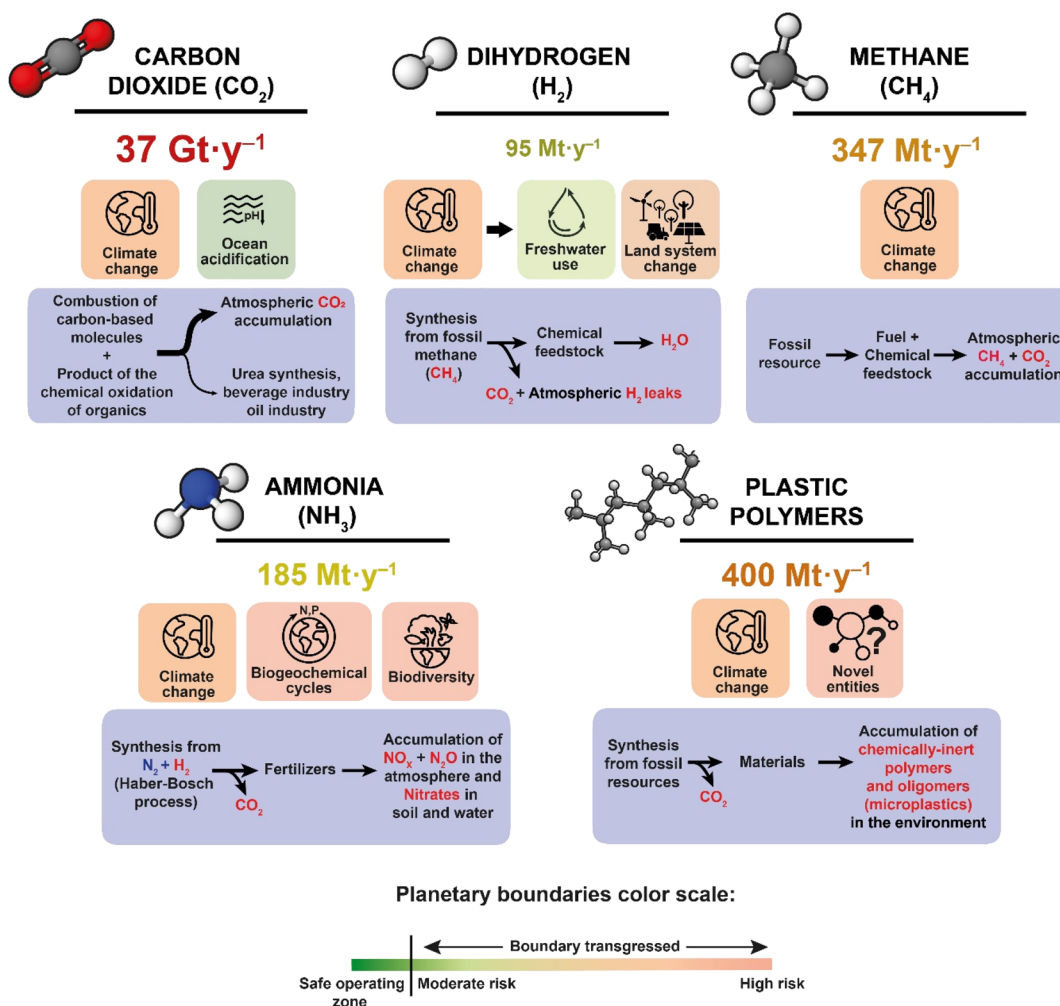 CARBON
DIOXIDE (CO₂)
37 Gt·y⁻¹
Climate
change
pH↓
Ocean
acidification
Combustion of
carbon-based
molecules
+
Product of the
chemical oxidation
of organics
Atmospheric CO₂
accumulation
Urea synthesis,
beverage industry
oil industry
DIHYDROGEN
(H₂)
95 Mt·y⁻¹
Climate
change
Freshwater
use
Land system
change
Synthesis
from fossil
methane
(CH₄)
Chemical
feedstock
H₂O
CO₂ + Atmospheric H₂ leaks
METHANE
(CH₄)
347 Mt·y⁻¹
Climate
change
Fossil
resource
Fuel +
Chemical
feedstock
Atmospheric
CH₄ + CO₂
accumulation
AMMONIA
(NH₃)
185 Mt·y⁻¹
Climate
change
N,P
Biogeochemical
cycles
Biodiversity
Synthesis from
N₂ + H₂
(Haber-Bosch
process)
CO₂
Fertilizers
Accumulation of
NOₓ + N₂O in the
atmosphere and
Nitrates in
soil and water
PLASTIC
POLYMERS
400 Mt·y⁻¹
Climate
change
?
Novel
entities
Synthesis
from fossil
resources
CO₂
Materials
Accumulation of
chemically-inert
polymers
and oligomers
(microplastics)
in the environment
Planetary boundaries color scale:
Boundary transgressed
Safe operating
zone
Moderate risk
High risk